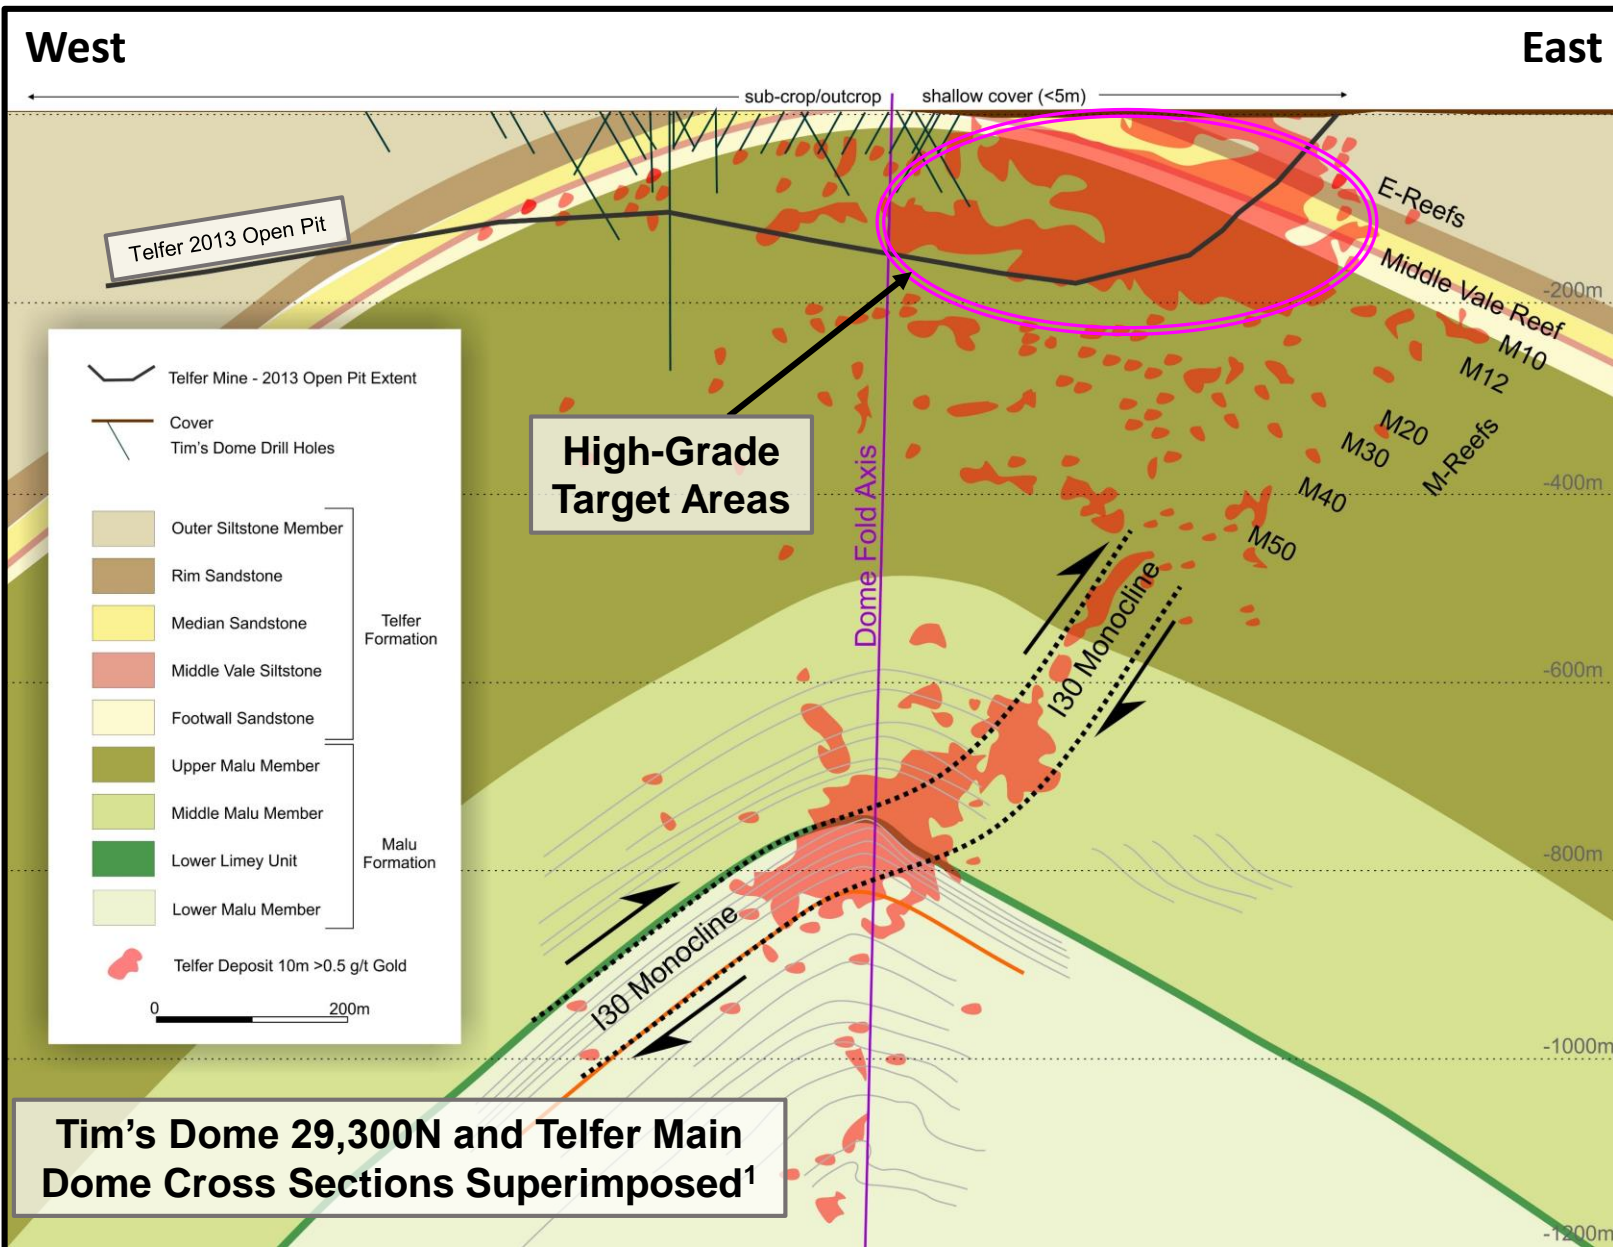 West
East
sub-crop/outcrop
shallow cover (<5m)
Telfer 2013 Open Pit
E-Reefs
Middle Vale Reef
-200m
M10
M12
M20
M30
M-Reefs
M40
M50
-400m
High-Grade
Target Areas
Dome Fold Axis
I30 Monocline
-600m
-800m
I30 Monocline
-1000m
-1200m
Telfer Mine - 2013 Open Pit Extent
Cover
Tim's Dome Drill Holes
Outer Siltstone Member
Rim Sandstone
Median Sandstone
Middle Vale Siltstone
Footwall Sandstone
Telfer
Formation
Upper Malu Member
Middle Malu Member
Lower Limey Unit
Lower Malu Member
Malu
Formation
Telfer Deposit 10m >0.5 g/t Gold
0 200m
Tim's Dome 29,300N and Telfer Main
Dome Cross Sections Superimposed¹